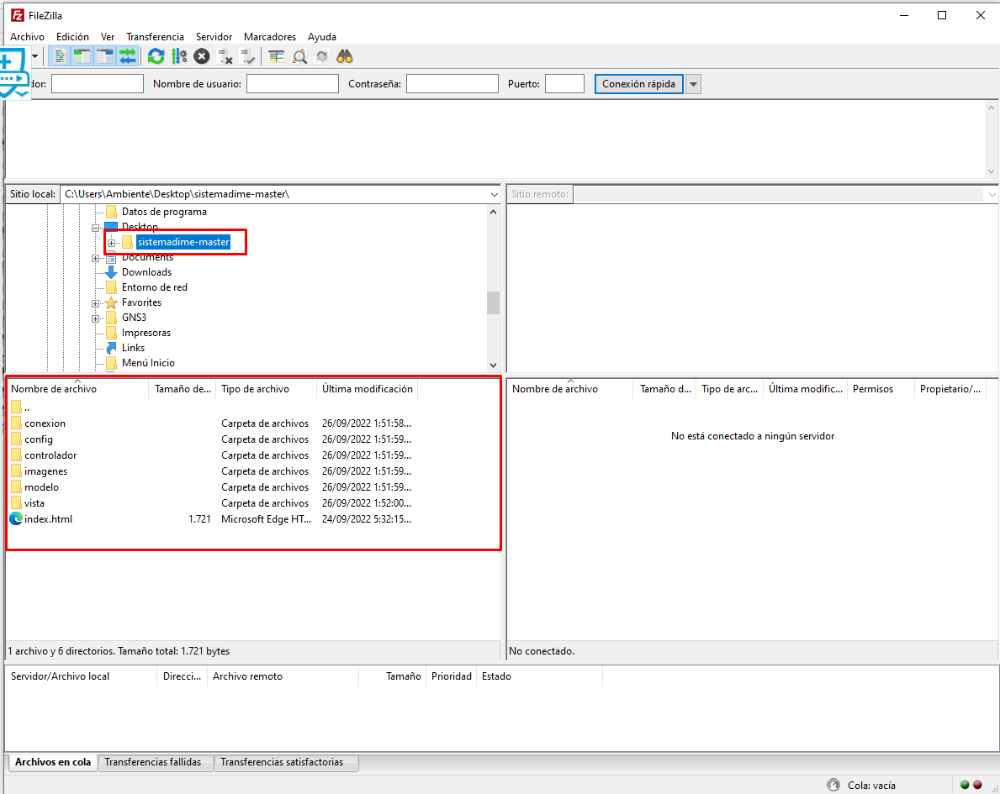 FileZilla
Archivo Edición Ver Transferencia Servidor Marcadores Ayuda
dor: Nombre de usuario: Contraseña: Puerto: Conexión rápida
Sitio local: C:\Users\Ambiente\Desktop\sistemadime-master\
Datos de programa
Desktop
sistemadime-master
Documents
Downloads
Entorno de red
Favorites
GNS3
Impresoras
Links
Menú Inicio
Sitio remoto:
Nombre de archivo Tamaño de... Tipo de archivo Última modificación
..
conexion Carpeta de archivos 26/09/2022 1:51:58...
config Carpeta de archivos 26/09/2022 1:51:59...
controlador Carpeta de archivos 26/09/2022 1:51:59...
imagenes Carpeta de archivos 26/09/2022 1:51:59...
modelo Carpeta de archivos 26/09/2022 1:51:59...
vista Carpeta de archivos 26/09/2022 1:52:00...
index.html 1.721 Microsoft Edge HT... 24/09/2022 5:32:15...
1 archivo y 6 directorios. Tamaño total: 1.721 bytes
Nombre de archivo Tamaño d... Tipo de arc... Última modific... Permisos Propietario/...
No está conectado a ningún servidor
No conectado.
Servidor/Archivo local Direcci... Archivo remoto Tamaño Prioridad Estado
Archivos en cola Transferencias fallidas Transferencias satisfactorias
Cola: vacía